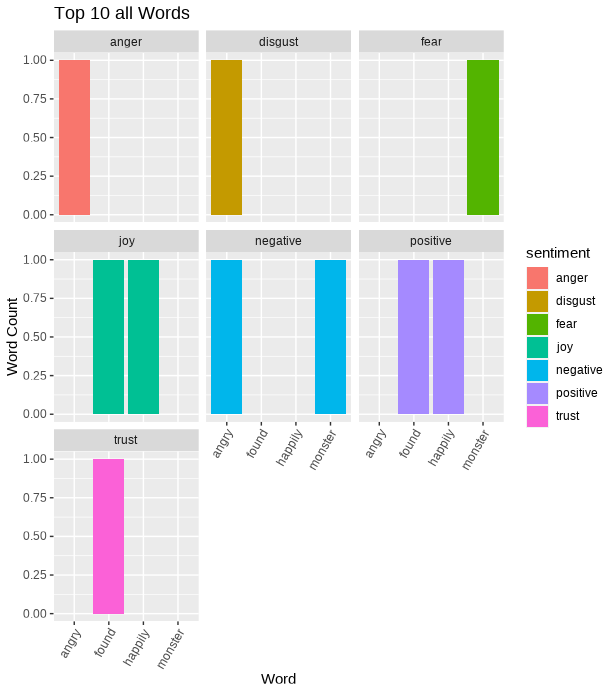 Top 10 all Words
anger disgust fear
1.00
0.75
0.50
0.25
0.00
joy negative positive
1.00
0.75
0.50
0.25
0.00
angry found happily monster angry found happily monster
trust
1.00
0.75
0.50
0.25
0.00
angry found happily monster
Word
Word Count
sentiment
anger
disgust
fear
joy
negative
positive
trust